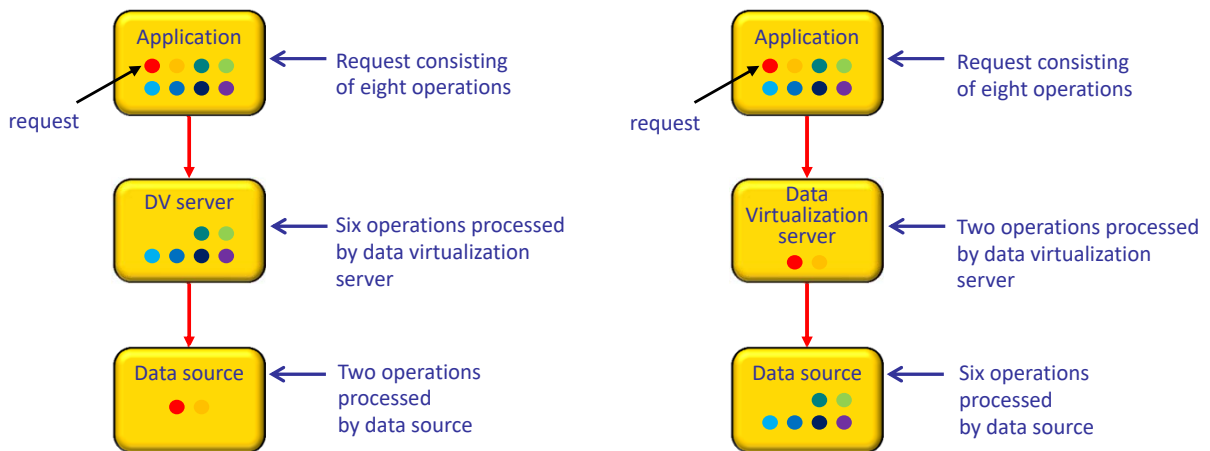 Application
Request consisting
of eight operations
request
DV server
Six operations processed
by data virtualization
server
Data source
Two operations
processed
by data source
Application
Request consisting
of eight operations
request
Data
Virtualization
server
Two operations processed
by data virtualization
server
Data source
Six operations
processed
by data source